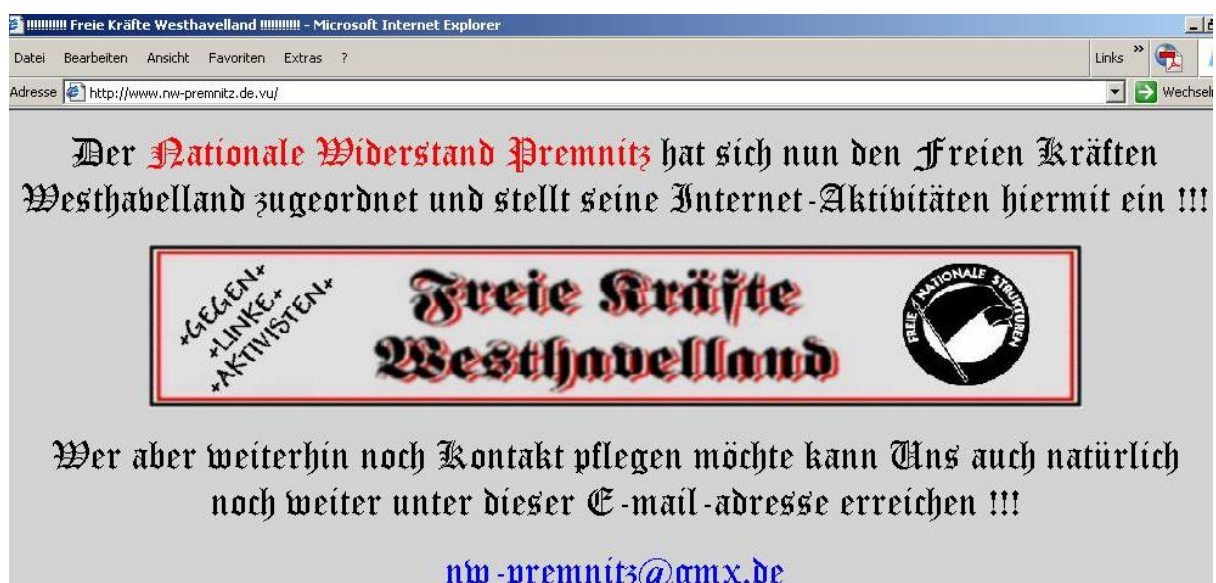 !!!!!!!!!! Freie Kräfte Westhavelland !!!!!!!!!! - Microsoft Internet Explorer
Datei Bearbeiten Ansicht Favoriten Extras ? Links »
Adresse http://www.nw-premnitz.de.vu/ Wechseln
Der Nationale Widerstand Premnitz hat sich nun den Freien Kräften
Westhavelland zugeordnet und stellt seine Internet-Aktivitäten hiermit ein !!!
+GEGEN+
+LINKE+
+AKTIVISTEN+
Freie Kräfte
Westhavelland
FREIE NATIONALE STRUKTUREN
Wer aber weiterhin noch Kontakt pflegen möchte kann Uns auch natürlich
noch weiter unter dieser E-mail-adresse erreichen !!!
nw-premnitz@gmx.de